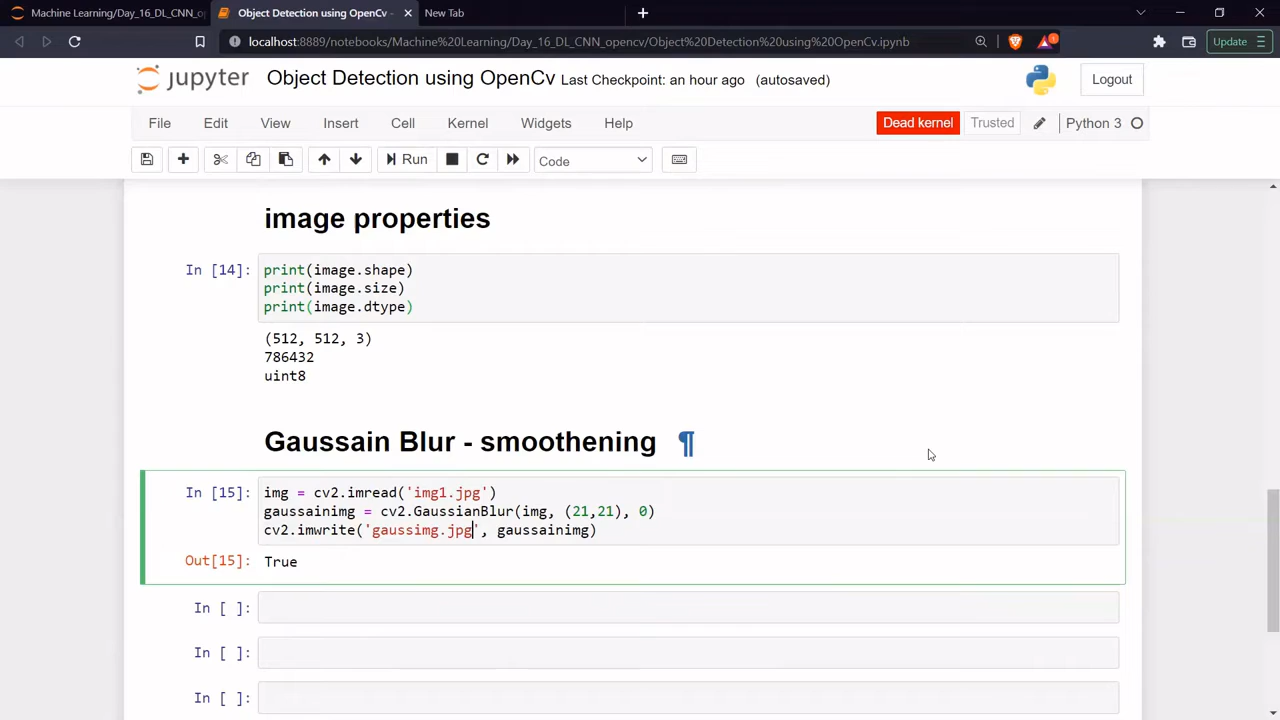 Machine Learning/Day_16_DL_CNN_op
Object Detection using OpenCv -
New Tab
localhost:8889/notebooks/Machine%20Learning/Day_16_DL_CNN_opencv/Object%20Detection%20using%20OpenCv.ipynb
Update
jupyter
Object Detection using OpenCv Last Checkpoint: an hour ago (autosaved)
Logout
File Edit View Insert Cell Kernel Widgets Help
Dead kernel Trusted Python 3
Run Code
image properties
In [14]: print(image.shape)
print(image.size)
print(image.dtype)
(512, 512, 3)
786432
uint8
Gaussain Blur - smoothening ¶
In [15]: img = cv2.imread('img1.jpg')
gaussainimg = cv2.GaussianBlur(img, (21,21), 0)
cv2.imwrite('gaussimg.jpg', gaussainimg)
Out[15]: True
In [ ]:
In [ ]:
In [ ]: